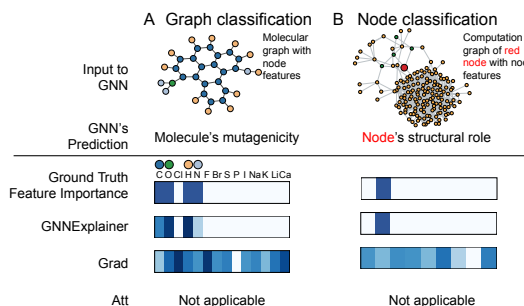 A Graph classification
B Node classification
Input to
GNN
Molecular
graph with
node
features
Computation
graph of red
node with node
features
GNN's
Prediction
Molecule's mutagenicity
Node's structural role
Ground Truth
Feature Importance
C O Cl H N F Br S P I Na K Li Ca
GNNExplainer
Grad
Att
Not applicable
Not applicable